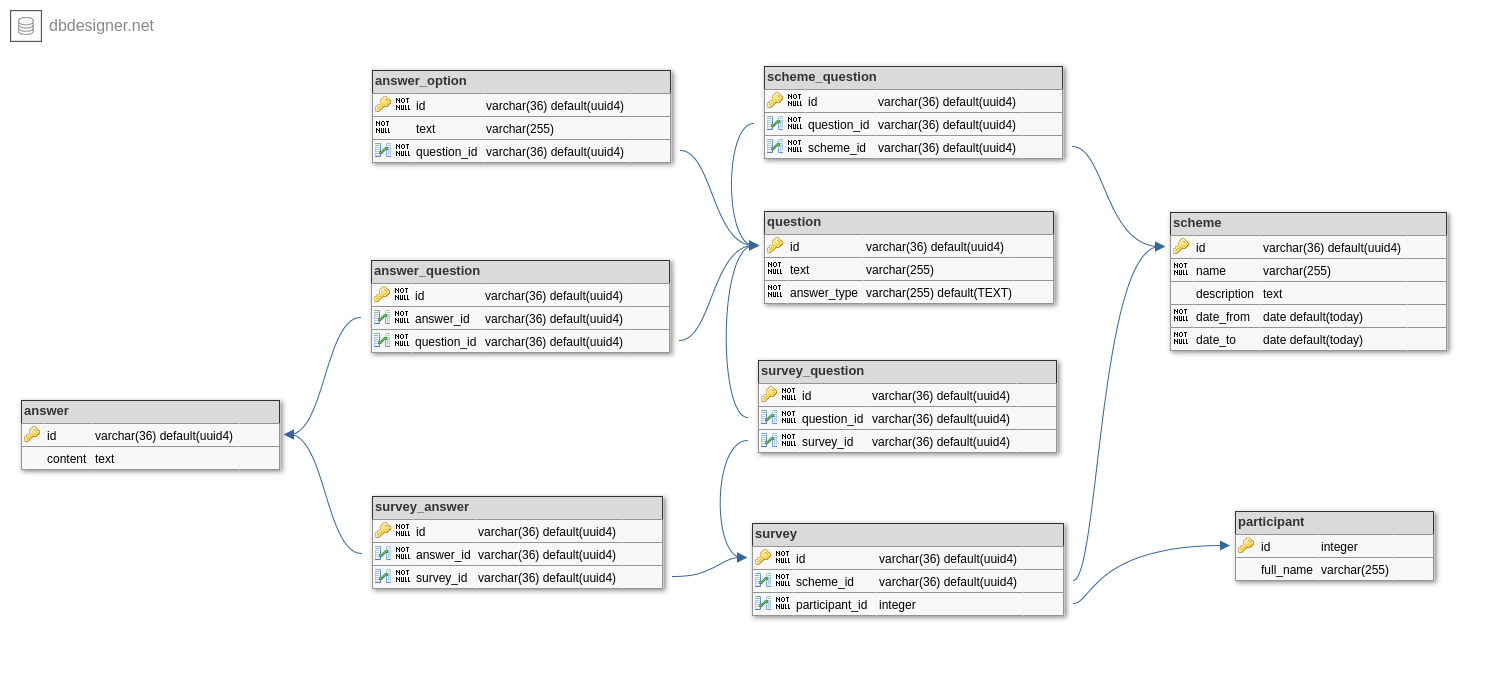 dbdesigner.net
answer_option
NOT NULL id varchar(36) default(uuid4)
NOT NULL text varchar(255)
NOT NULL question_id varchar(36) default(uuid4)
scheme_question
NOT NULL id varchar(36) default(uuid4)
NOT NULL question_id varchar(36) default(uuid4)
NOT NULL scheme_id varchar(36) default(uuid4)
question
id varchar(36) default(uuid4)
NOT NULL text varchar(255)
NOT NULL answer_type varchar(255) default(TEXT)
scheme
id varchar(36) default(uuid4)
NOT NULL name varchar(255)
description text
NOT NULL date_from date default(today)
NOT NULL date_to date default(today)
answer_question
NOT NULL id varchar(36) default(uuid4)
NOT NULL answer_id varchar(36) default(uuid4)
NOT NULL question_id varchar(36) default(uuid4)
survey_question
NOT NULL id varchar(36) default(uuid4)
NOT NULL question_id varchar(36) default(uuid4)
NOT NULL survey_id varchar(36) default(uuid4)
answer
id varchar(36) default(uuid4)
content text
survey_answer
NOT NULL id varchar(36) default(uuid4)
NOT NULL answer_id varchar(36) default(uuid4)
NOT NULL survey_id varchar(36) default(uuid4)
survey
NOT NULL id varchar(36) default(uuid4)
NOT NULL scheme_id varchar(36) default(uuid4)
NOT NULL participant_id integer
participant
id integer
full_name varchar(255)